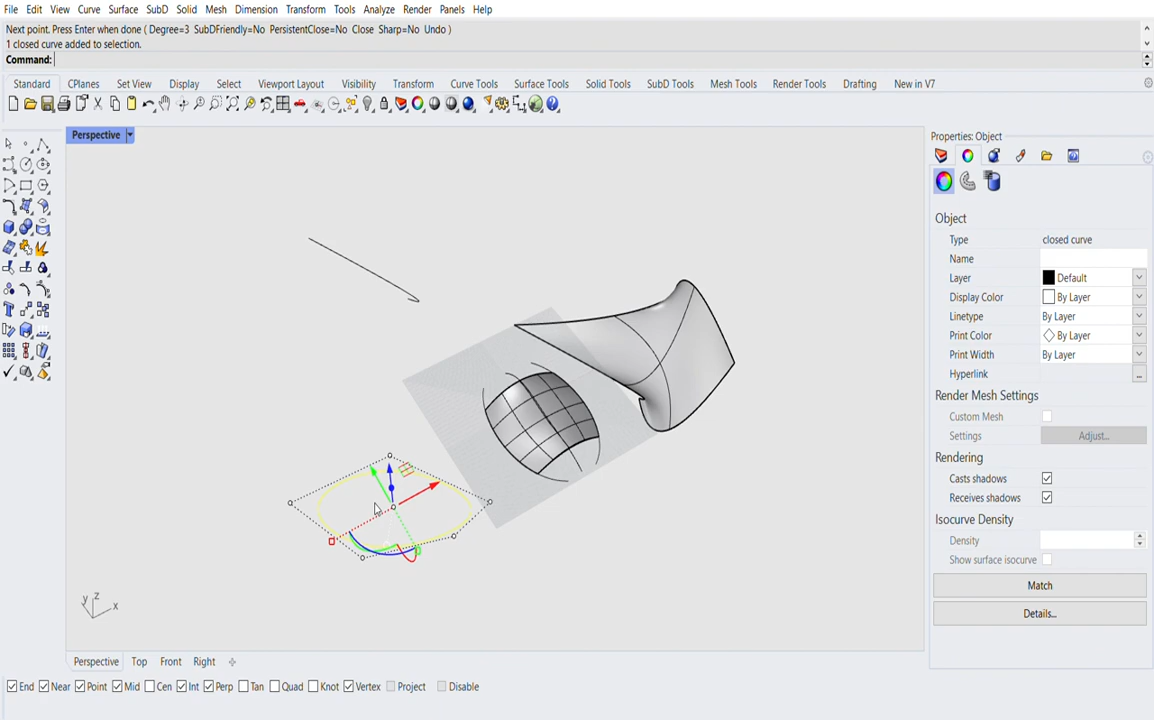 File Edit View Curve Surface SubD Solid Mesh Dimension Transform Tools Analyze Render Panels Help
Next point. Press Enter when done ( Degree=3 SubDFriendly=No PersistentClose=No Close Sharp=No Undo )
1 closed curve added to selection.
Command:
Standard CPlanes Set View Display Select Viewport Layout Visibility Transform Curve Tools Surface Tools Solid Tools SubD Tools Mesh Tools Render Tools Drafting New in V7
Perspective
Properties: Object
Object
Type closed curve
Name
Layer Default
Display Color By Layer
Linetype By Layer
Print Color By Layer
Print Width By Layer
Hyperlink ...
Render Mesh Settings
Custom Mesh
Settings Adjust...
Rendering
Casts shadows
Receives shadows
Isocurve Density
Density
Show surface isocurve
Match
Details...
y z x
Perspective Top Front Right
End Near Point Mid Cen Int Perp Tan Quad Knot Vertex Project Disable